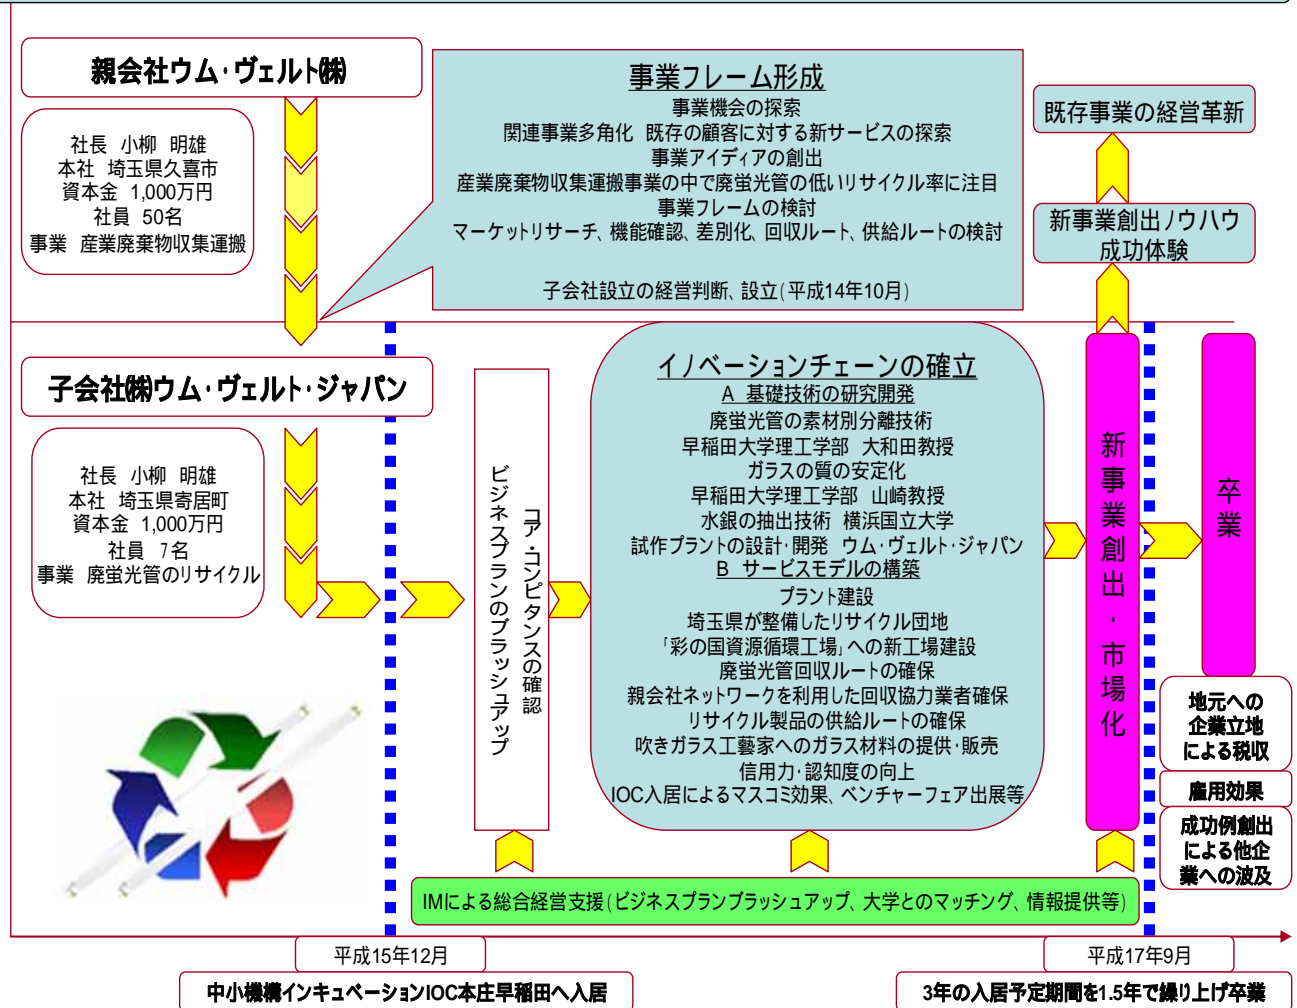 親会社ウム・ヴェルト㈱
社長 小柳 明雄
本社 埼玉県久喜市
資本金 1,000万円
社員 50名
事業 産業廃棄物収集運搬
事業フレーム形成
事業機会の探索
関連事業多角化 既存の顧客に対する新サービスの探索
事業アイディアの創出
産業廃棄物収集運搬事業の中で廃蛍光管の低いリサイクル率に注目
事業フレームの検討
マーケットリサーチ、機能確認、差別化、回収ルート、供給ルートの検討
子会社設立の経営判断、設立(平成14年10月)
既存事業の経営革新
新事業創出ノウハウ
成功体験
子会社㈱ウム・ヴェルト・ジャパン
社長 小柳 明雄
本社 埼玉県寄居町
資本金 1,000万円
社員 7名
事業 廃蛍光管のリサイクル
コア・コンピタンスの確認
ビジネスプランのブラッシュアップ
イノベーションチェーンの確立
A 基礎技術の研究開発
廃蛍光管の素材別分離技術
早稲田大学理工学部 大和田教授
ガラスの質の安定化
早稲田大学理工学部 山崎教授
水銀の抽出技術 横浜国立大学
試作プラントの設計・開発 ウム・ヴェルト・ジャパン
B サービスモデルの構築
プラント建設
埼玉県が整備したリサイクル団地
「彩の国資源循環工場」への新工場建設
廃蛍光管回収ルートの確保
親会社ネットワークを利用した回収協力業者確保
リサイクル製品の供給ルートの確保
吹きガラス工藝家へのガラス材料の提供・販売
信用力・認知度の向上
IOC入居によるマスコミ効果、ベンチャーフェア出展等
新事業創出・市場化
卒業
地元への
企業立地
による税収
雇用効果
成功例創出
による他企
業への波及
IMによる総合経営支援(ビジネスプランブラッシュアップ、大学とのマッチング、情報提供等)
平成15年12月
平成17年9月
中小機構インキュベーションIOC本庄早稲田へ入居
3年の入居予定期間を1.5年で繰り上げ卒業